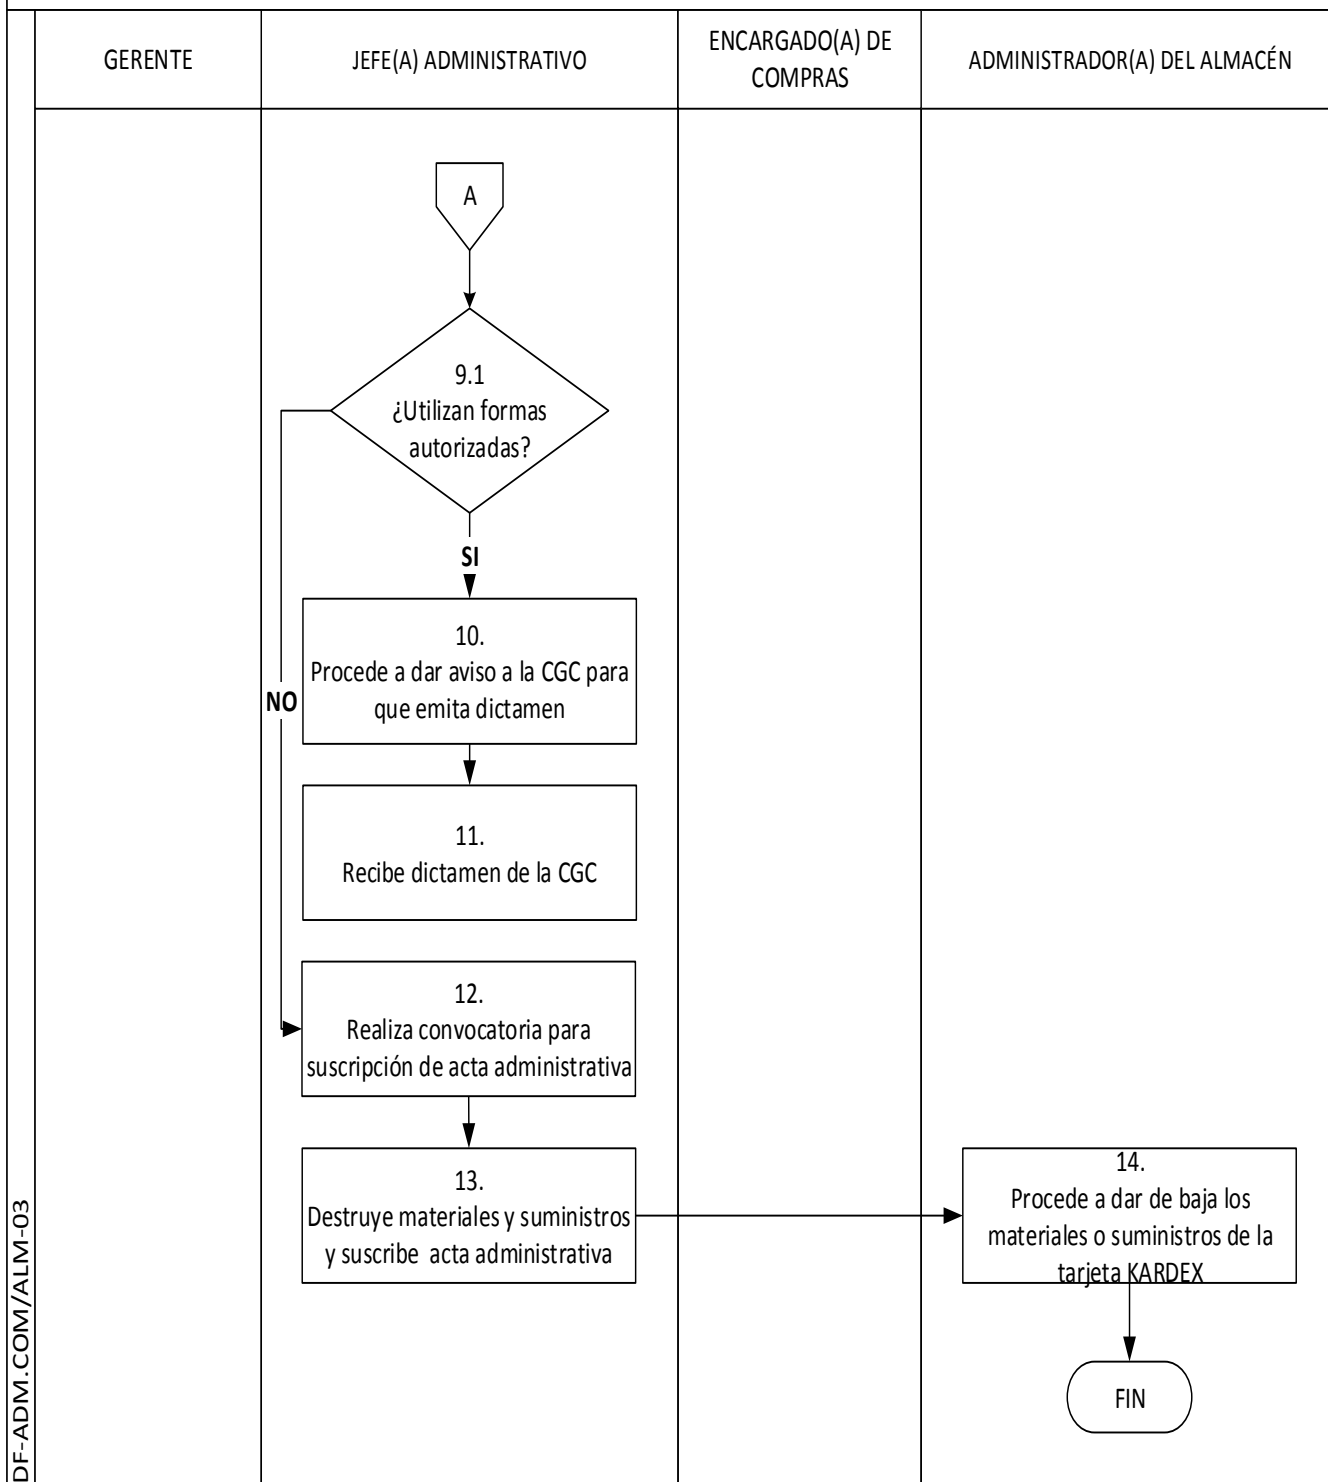 GERENTE
JEFE(A) ADMINISTRATIVO
ENCARGADO(A) DE
COMPRAS
ADMINISTRADOR(A) DEL ALMACÉN
A
9.1
¿Utilizan formas
autorizadas?
SI
10.
Procede a dar aviso a la CGC para
que emita dictamen
NO
11.
Recibe dictamen de la CGC
12.
Realiza convocatoria para
suscripción de acta administrativa
13.
Destruye materiales y suministros
y suscribe acta administrativa
14.
Procede a dar de baja los
materiales o suministros de la
tarjeta KARDEX
FIN
DF-ADM.COM/ALM-03